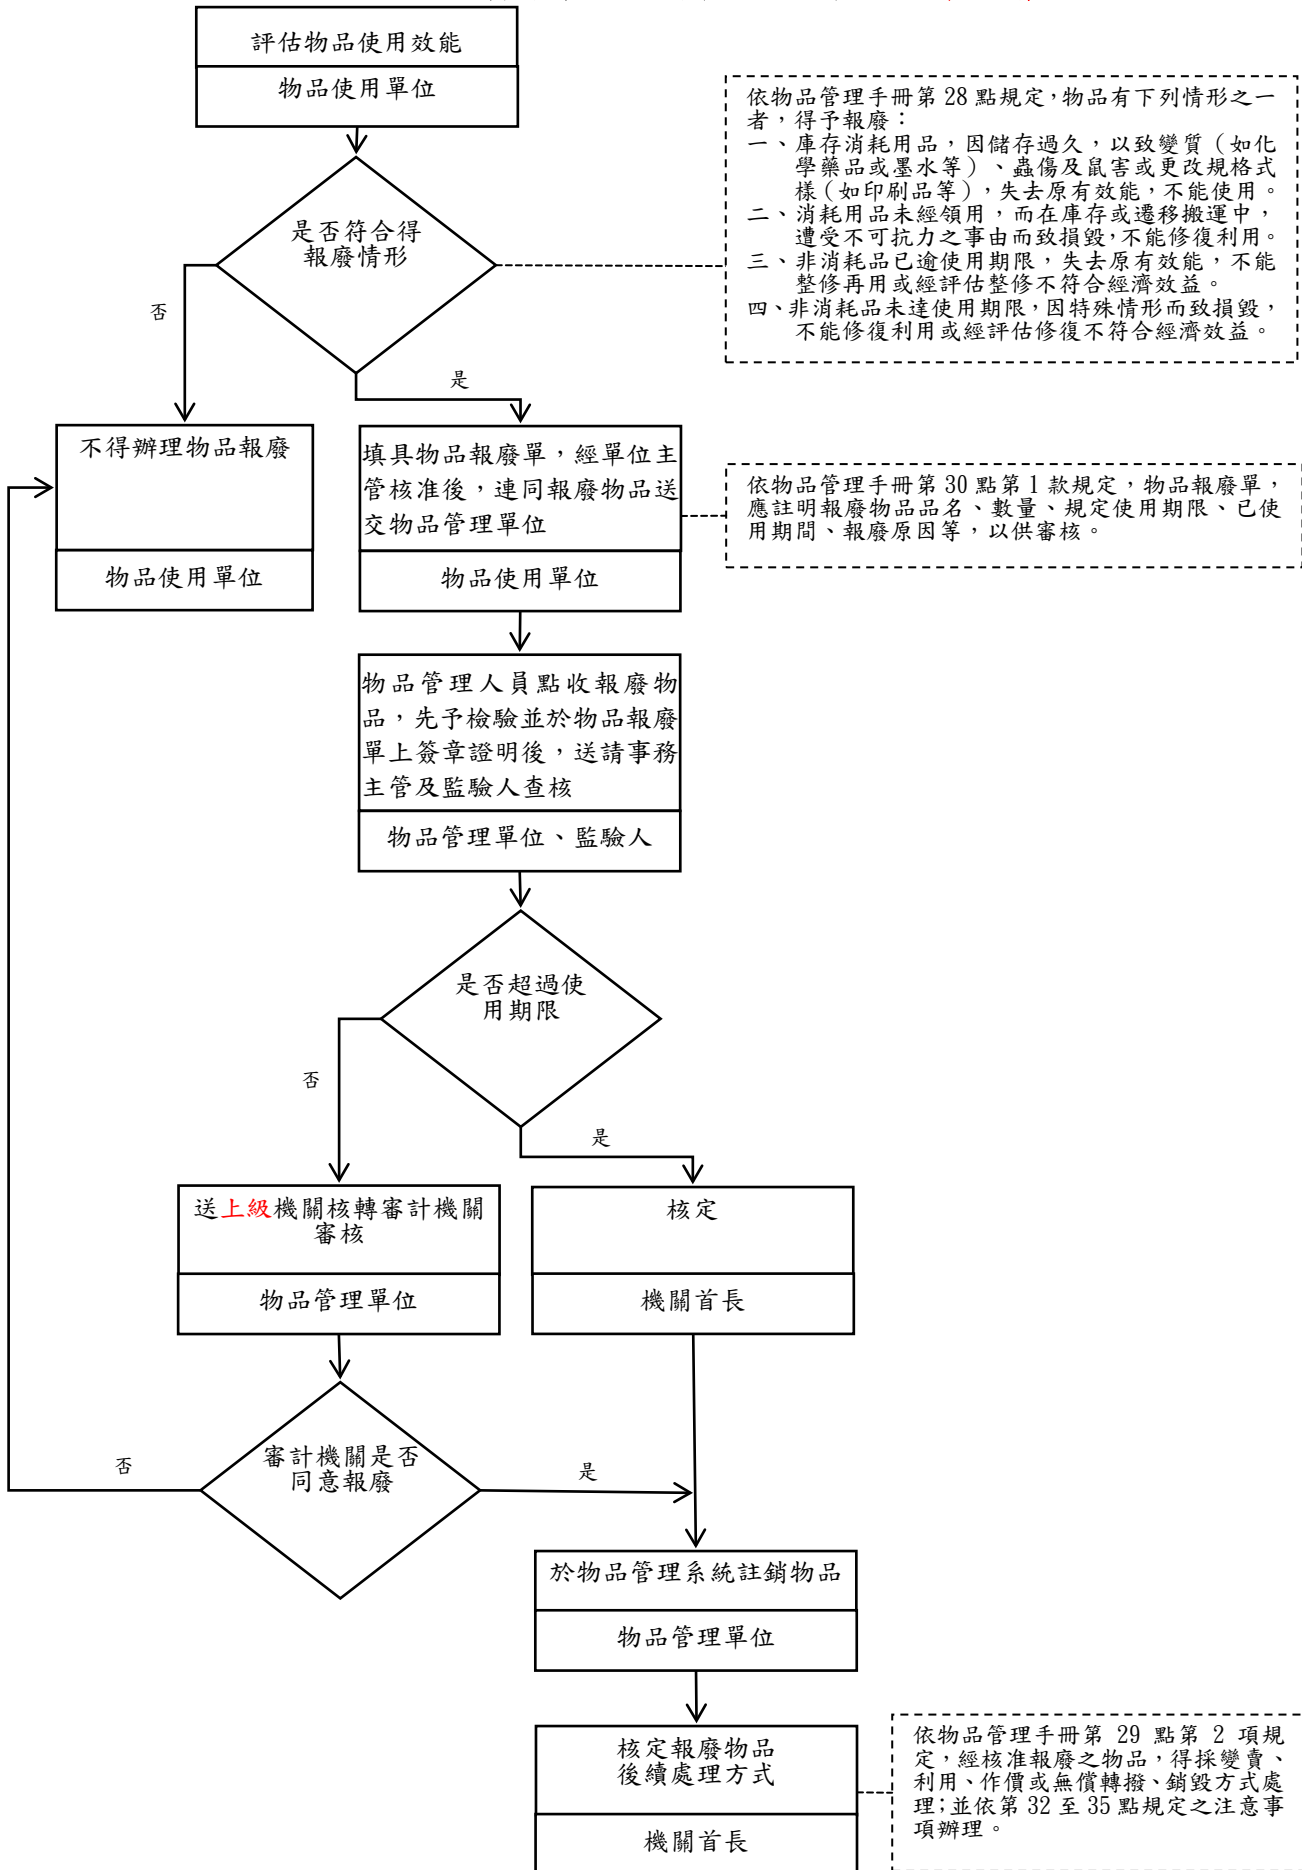 評估物品使用效能
物品使用單位
依物品管理手冊第 28 點規定,物品有下列情形之一
者,得予報廢:
一、庫存消耗用品,因儲存過久,以致變質(如化
學藥品或墨水等)、蟲傷及鼠害或更改規格式
樣(如印刷品等),失去原有效能,不能使用。
二、消耗用品未經領用,而在庫存或遷移搬運中,
遭受不可抗力之事由而致損毀,不能修復利用。
三、非消耗品已逾使用期限,失去原有效能,不能
整修再用或經評估整修不符合經濟效益。
四、非消耗品未達使用期限,因特殊情形而致損毀,
不能修復利用或經評估修復不符合經濟效益。
是否符合得
報廢情形
否
是
不得辦理物品報廢
物品使用單位
填具物品報廢單,經單位主
管核准後,連同報廢物品送
交物品管理單位
物品使用單位
依物品管理手冊第 30 點第 1 款規定,物品報廢單,
應註明報廢物品品名、數量、規定使用期限、已使
用期間、報廢原因等,以供審核。
物品管理人員點收報廢物
品,先予檢驗並於物品報廢
單上簽章證明後,送請事務
主管及監驗人查核
物品管理單位、監驗人
是否超過使
用期限
否
是
送上級機關核轉審計機關
審核
物品管理單位
核定
機關首長
審計機關是否
同意報廢
否
是
於物品管理系統註銷物品
物品管理單位
核定報廢物品
後續處理方式
機關首長
依物品管理手冊第 29 點第 2 項規
定,經核准報廢之物品,得採變賣、
利用、作價或無償轉撥、銷毀方式處
理;並依第 32 至 35 點規定之注意事
項辦理。